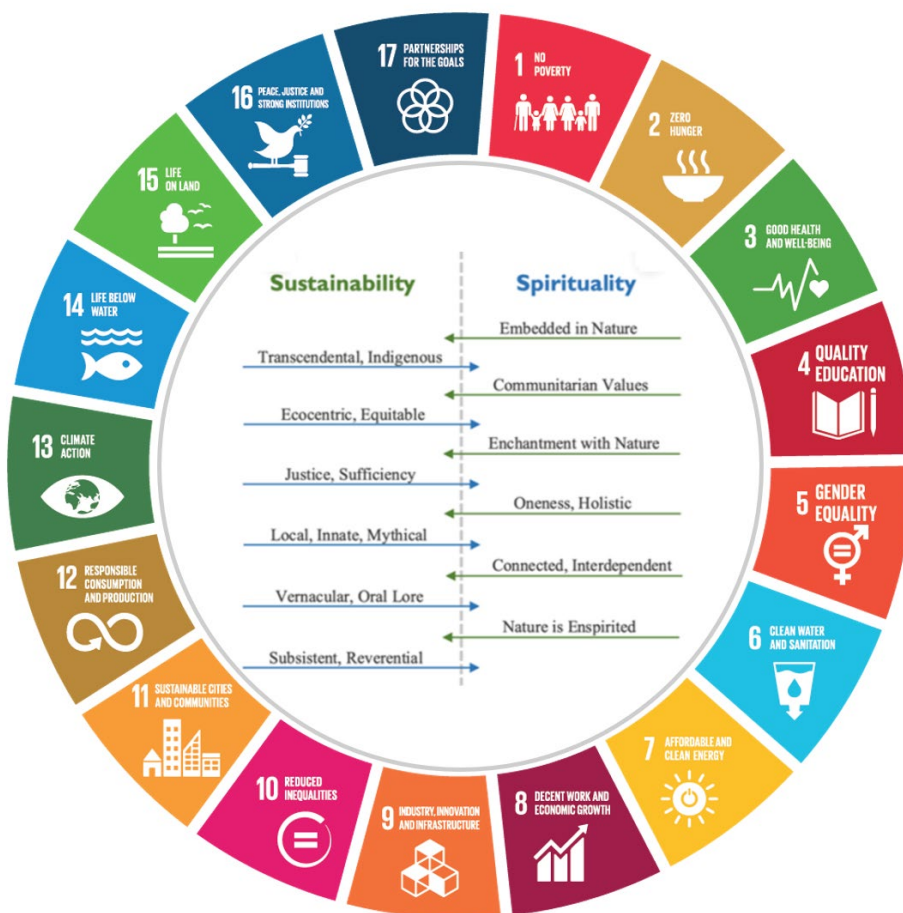 17 PARTNERSHIPS
FOR THE GOALS
1 NO
POVERTY
2 ZERO
HUNGER
3 GOOD HEALTH
AND WELL-BEING
4 QUALITY
EDUCATION
5 GENDER
EQUALITY
6 CLEAN WATER
AND SANITATION
7 AFFORDABLE AND
CLEAN ENERGY
8 DECENT WORK AND
ECONOMIC GROWTH
9 INDUSTRY, INNOVATION
AND INFRASTRUCTURE
10 REDUCED
INEQUALITIES
11 SUSTAINABLE CITIES
AND COMMUNITIES
12 RESPONSIBLE
CONSUMPTION
AND PRODUCTION
13 CLIMATE
ACTION
14 LIFE BELOW
WATER
15 LIFE
ON LAND
16 PEACE, JUSTICE AND
STRONG INSTITUTIONS
Sustainability
Spirituality
Embedded in Nature
Transcendental, Indigenous
Communitarian Values
Ecocentric, Equitable
Enchantment with Nature
Justice, Sufficiency
Oneness, Holistic
Local, Innate, Mythical
Connected, Interdependent
Vernacular, Oral Lore
Nature is Enspirited
Subsistent, Reverential